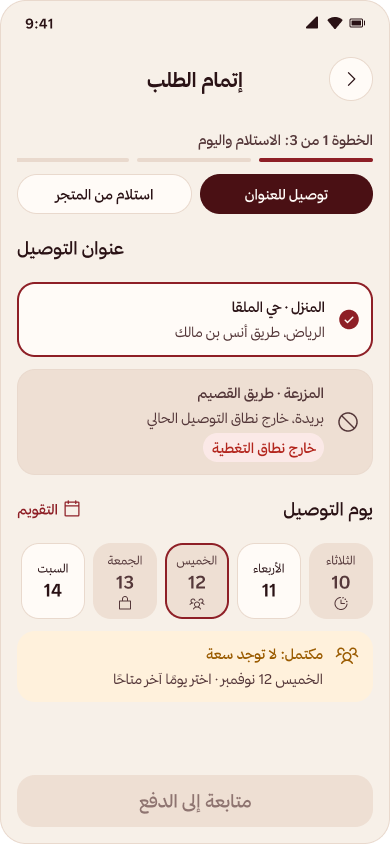 9:41
إتمام الطلب
الخطوة 1 من 3: الاستلام واليوم
توصيل للعنوان
استلام من المتجر
عنوان التوصيل
المنزل · حي الملقا
الرياض، طريق أنس بن مالك
المزرعة · طريق القصيم
بريدة، خارج نطاق التوصيل الحالي
خارج نطاق التغطية
يوم التوصيل
التقويم
الثلاثاء
10
الأربعاء
11
الخميس
12
الجمعة
13
السبت
14
مكتمل: لا توجد سعة
الخميس 12 نوفمبر · اختر يومًا آخر متاحًا
متابعة إلى الدفع